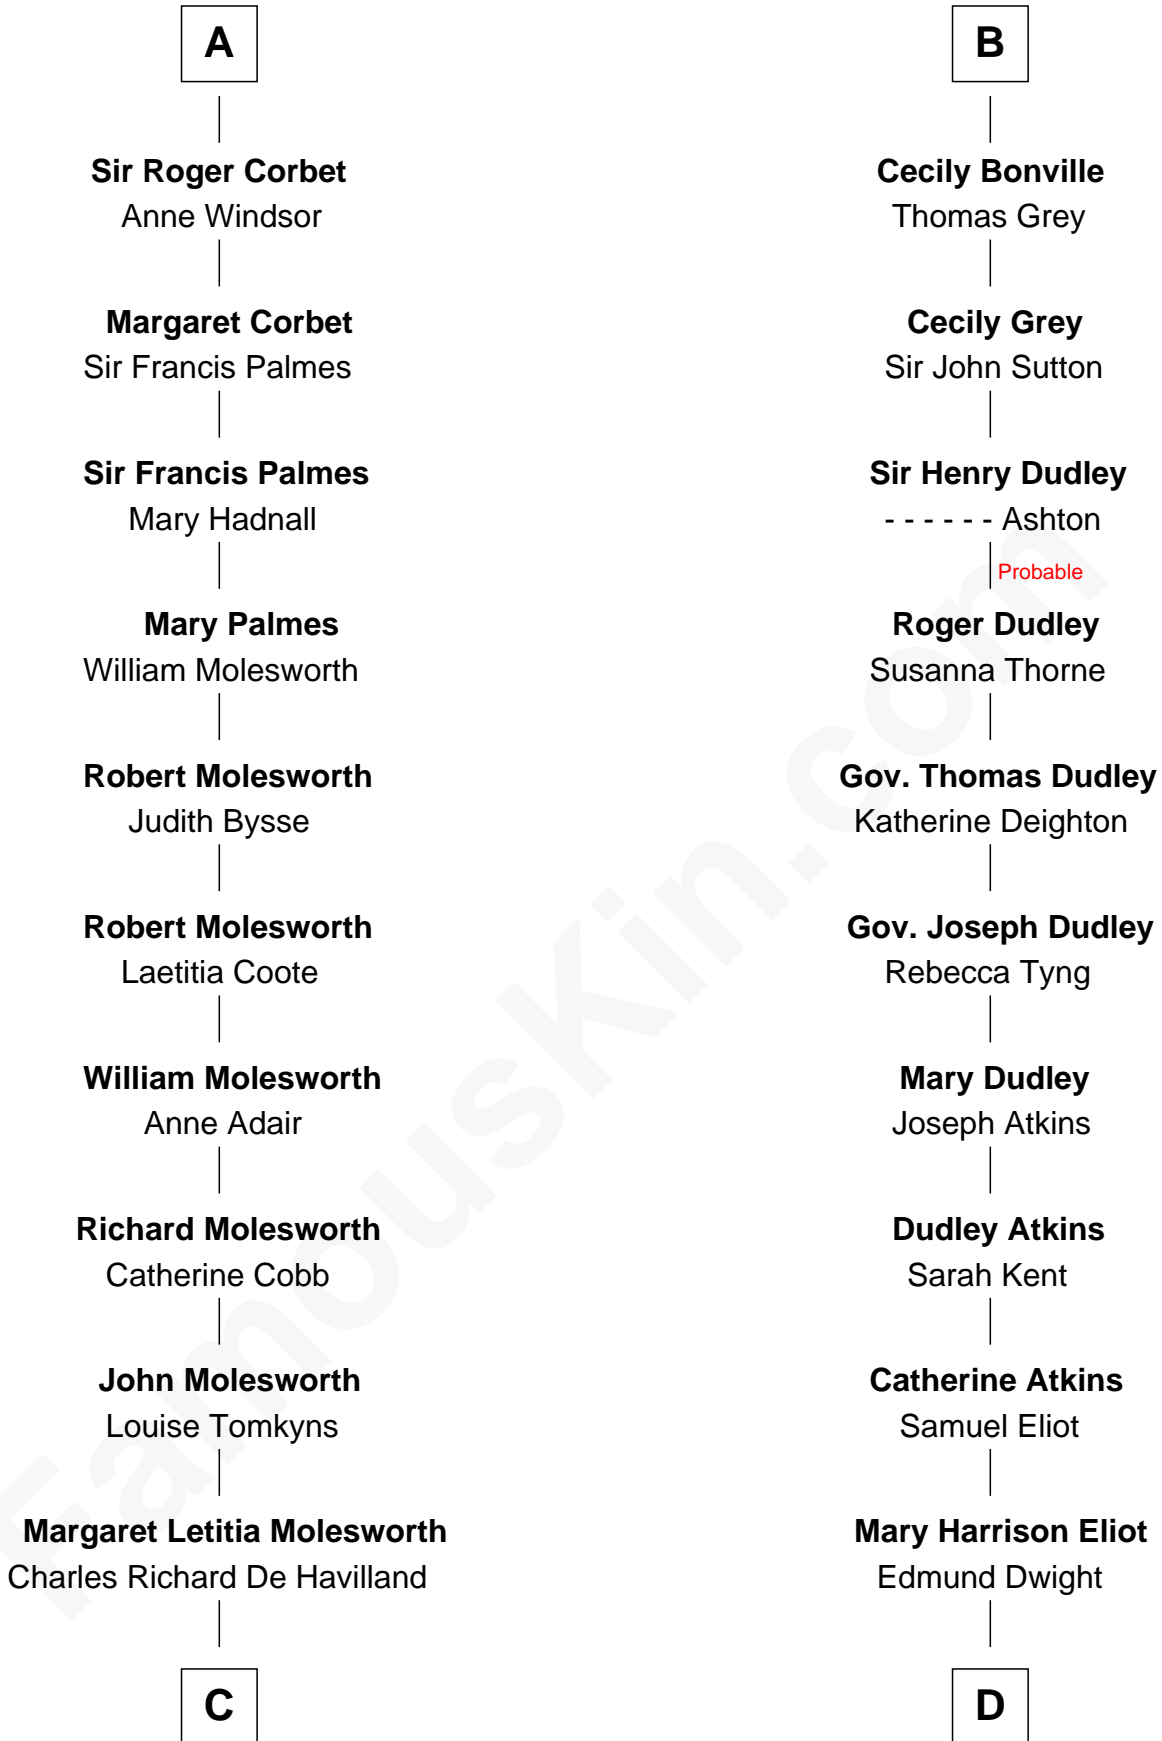 A
Sir Roger Corbet
Anne Windsor
Margaret Corbet
Sir Francis Palmes
Sir Francis Palmes
Mary Hadnall
Mary Palmes
William Molesworth
Robert Molesworth
Judith Bysse
Robert Molesworth
Laetitia Coote
William Molesworth
Anne Adair
Richard Molesworth
Catherine Cobb
John Molesworth
Louise Tomkyns
Margaret Letitia Molesworth
Charles Richard De Havilland
C
B
Cecily Bonville
Thomas Grey
Cecily Grey
Sir John Sutton
Sir Henry Dudley
- - - - - - Ashton
Probable
Roger Dudley
Susanna Thorne
Gov. Thomas Dudley
Katherine Deighton
Gov. Joseph Dudley
Rebecca Tyng
Mary Dudley
Joseph Atkins
Dudley Atkins
Sarah Kent
Catherine Atkins
Samuel Eliot
Mary Harrison Eliot
Edmund Dwight
D
FamousKin.com